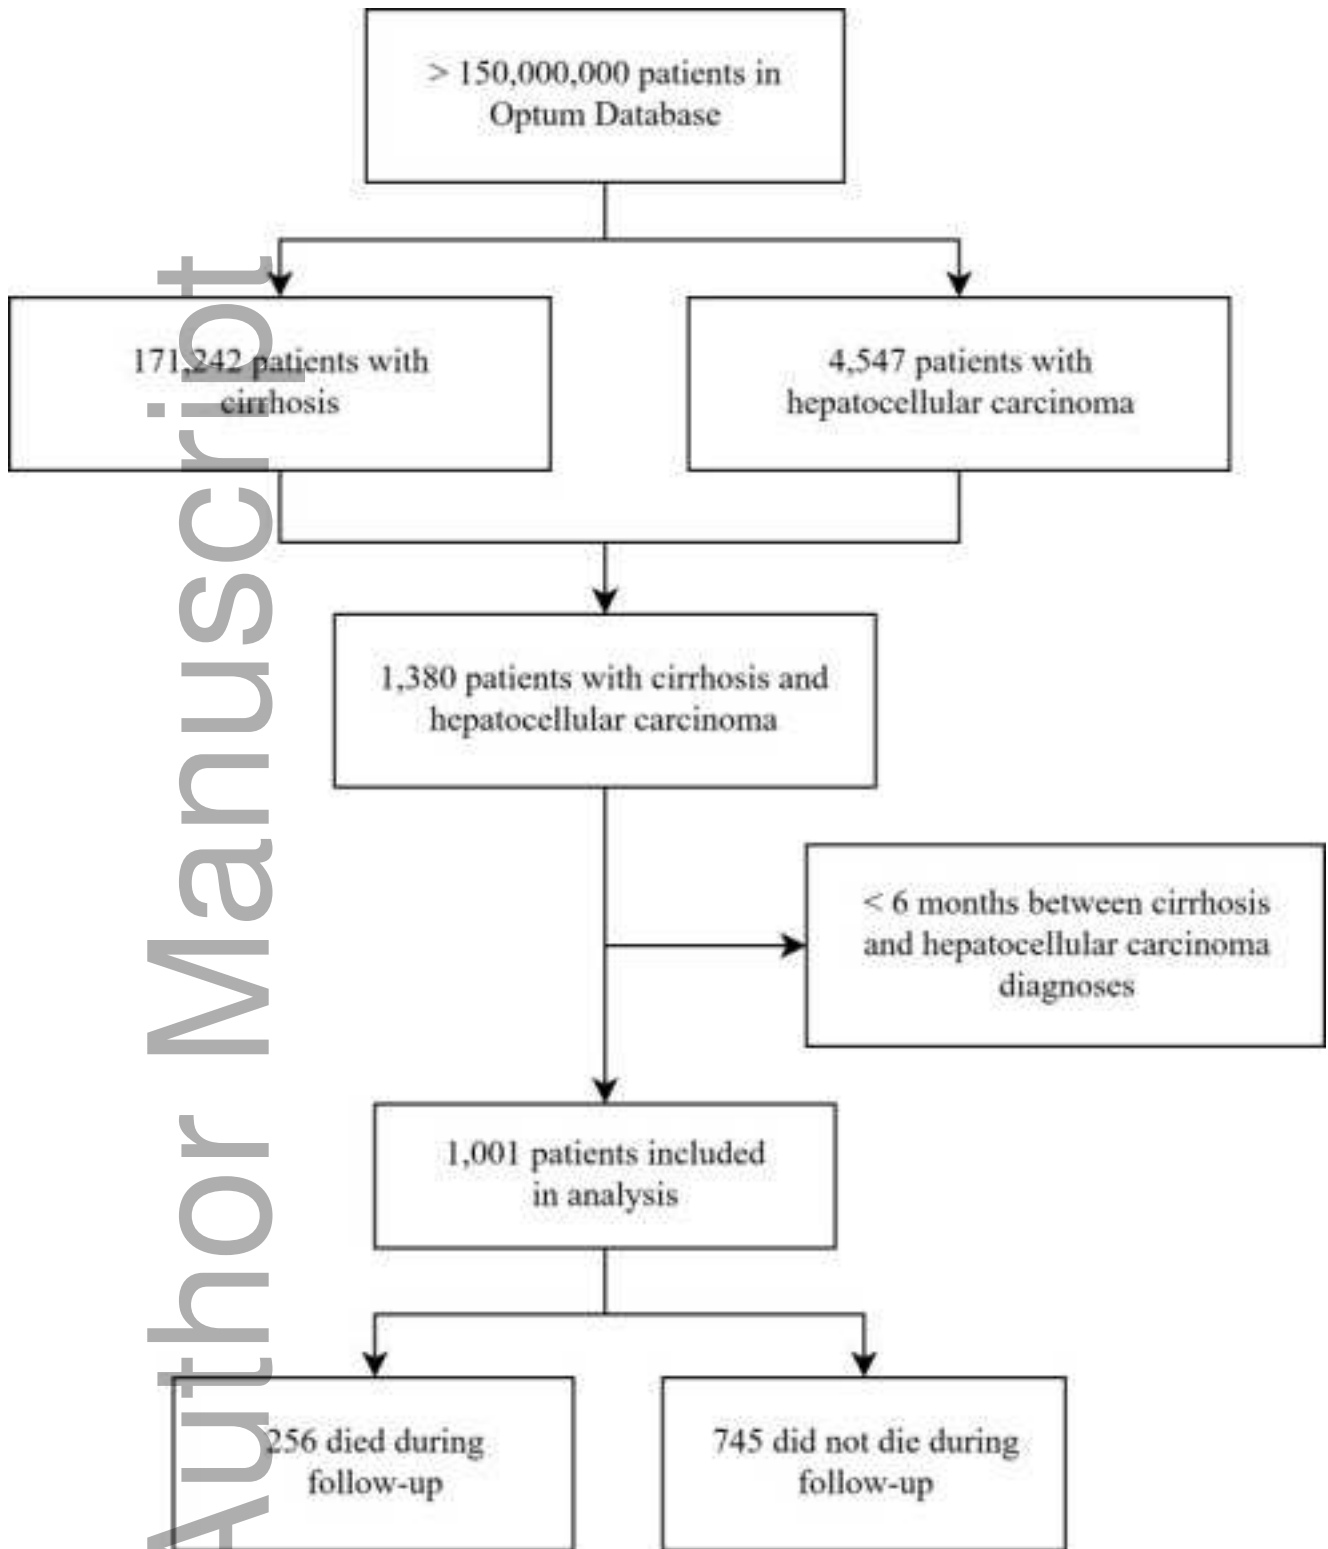 > 150,000,000 patients in
Optum Database
171,242 patients with
cirrhosis
4,547 patients with
hepatocellular carcinoma
1,380 patients with cirrhosis and
hepatocellular carcinoma
< 6 months between cirrhosis
and hepatocellular carcinoma
diagnoses
1,001 patients included
in analysis
256 died during
follow-up
745 did not die during
follow-up
Author Manuscript